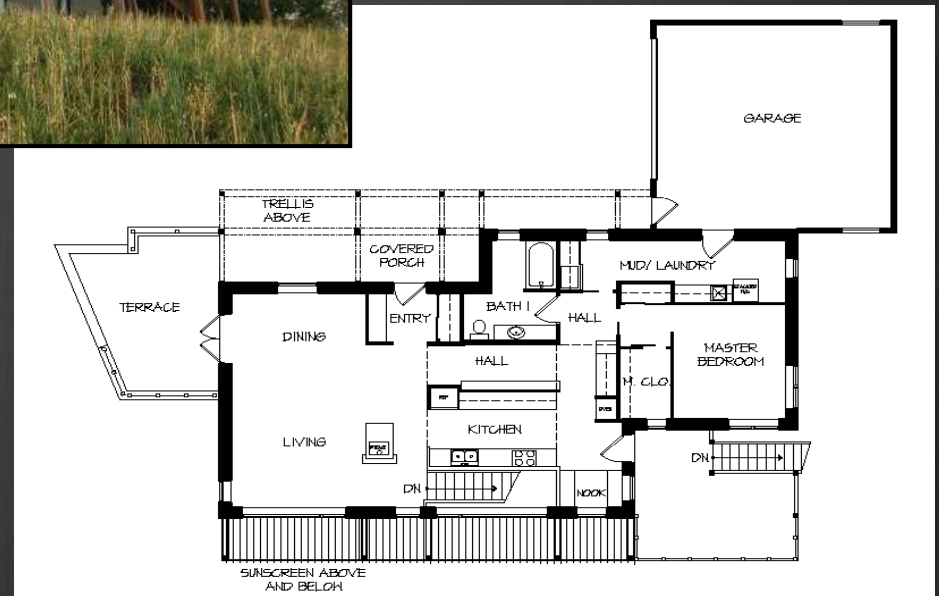 GARAGE
TRELLIS
ABOVE
COVERED
PORCH
MUD/ LAUNDRY
TERRACE
BATH 1
ENTRY
HALL
DINING
HALL
MASTER
BEDROOM
M. CLO.
REF
KITCHEN
LIVING
DN
DN
NOOK
SUNSCREEN ABOVE
AND BELOW